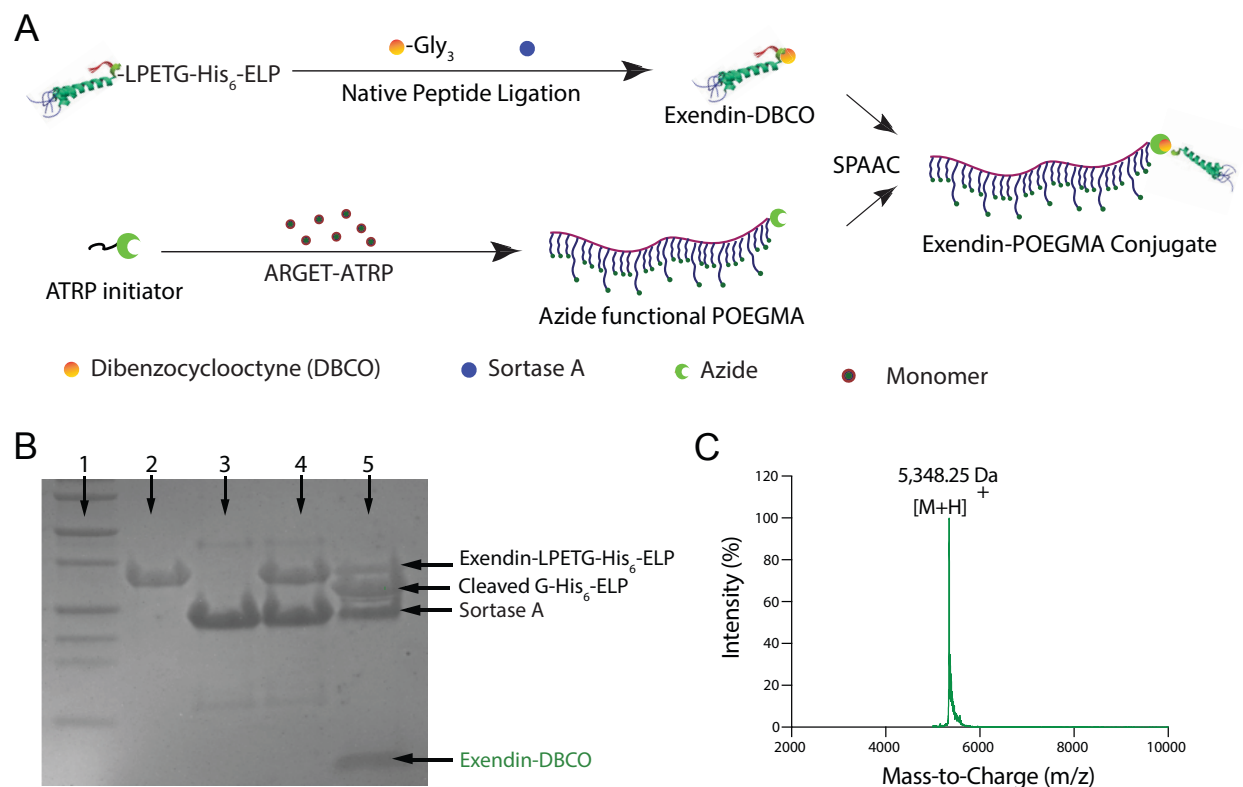 A
-Gly3
-LPETG-His6-ELP
Native Peptide Ligation
Exendin-DBCO
SPAAC
ATRP initiator
ARGET-ATRP
Azide functional POEGMA
Exendin-POEGMA Conjugate
Dibenzocyclooctyne (DBCO)
Sortase A
Azide
Monomer
B
1 2 3 4 5
Exendin-LPETG-His6-ELP
Cleaved G-His6-ELP
Sortase A
Exendin-DBCO
C
5,348.25 Da
[M+H]+
Intensity (%)
120
100
80
60
40
20
0
2000 4000 6000 8000 10000
Mass-to-Charge (m/z)